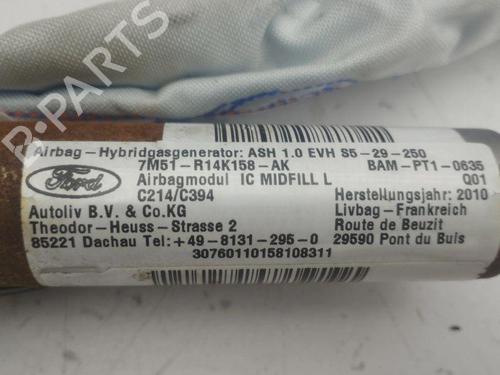 B-PARTS
Airbag-Hybridgasgenerator: ASH 1.0 EVH S5-29-250
7M51-R14K158-AK BAM-PT1-0635
Ford Airbagmodul IC MIDFILL L Q01
C214/C394 Herstellungsjahr: 2010
Autoliv B.V. & Co.KG Livbag-Frankreich
Theodor-Heuss-Strasse 2 Route de Beuzit
85221 Dachau Tel:+49-8131-295-0 29590 Pont du Buis
30760110158108311